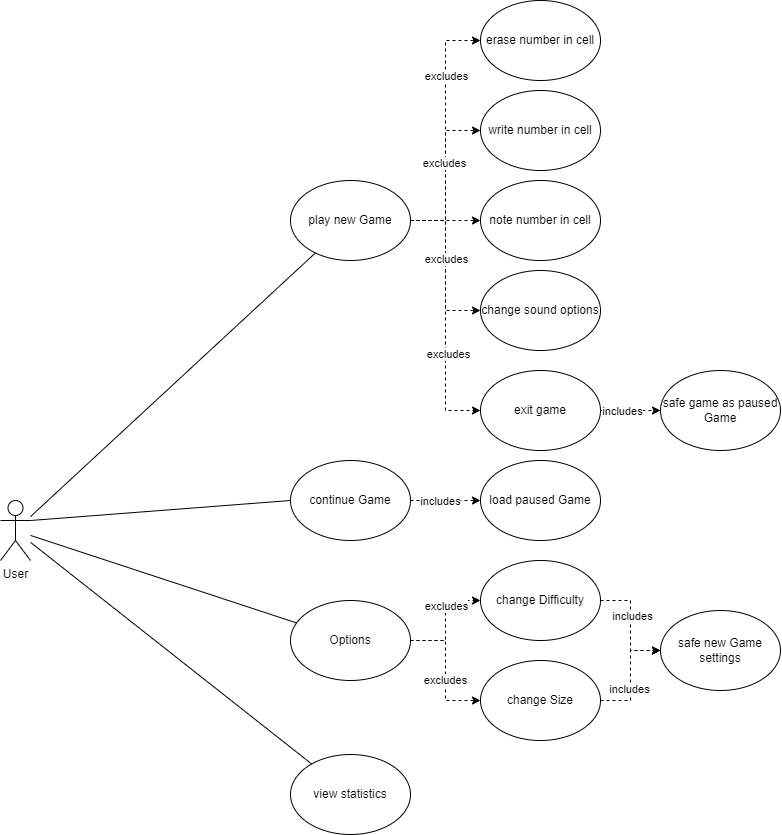 erase number in cell
excludes
write number in cell
excludes
play new Game
note number in cell
excludes
change sound options
excludes
exit game
includes
safe game as paused
Game
continue Game
includes
load paused Game
User
excludes
change Difficulty
includes
Options
safe new Game
settings
excludes
includes
change Size
view statistics